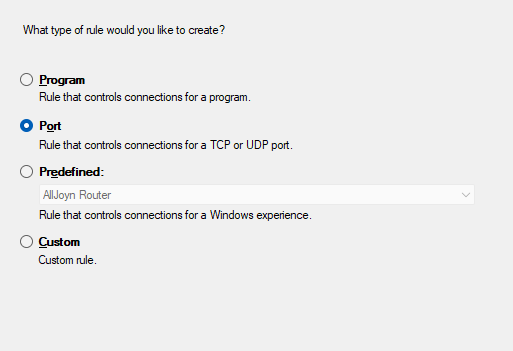 What type of rule would you like to create?
Program
Rule that controls connections for a program.
Port
Rule that controls connections for a TCP or UDP port.
Predefined:
AllJoyn Router
Rule that controls connections for a Windows experience.
Custom
Custom rule.